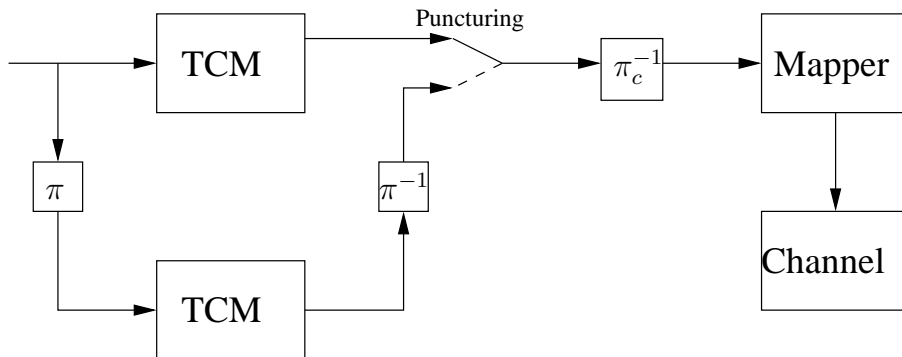 Puncturing
TCM
π_c^{-1}
Mapper
π
π^{-1}
TCM
Channel